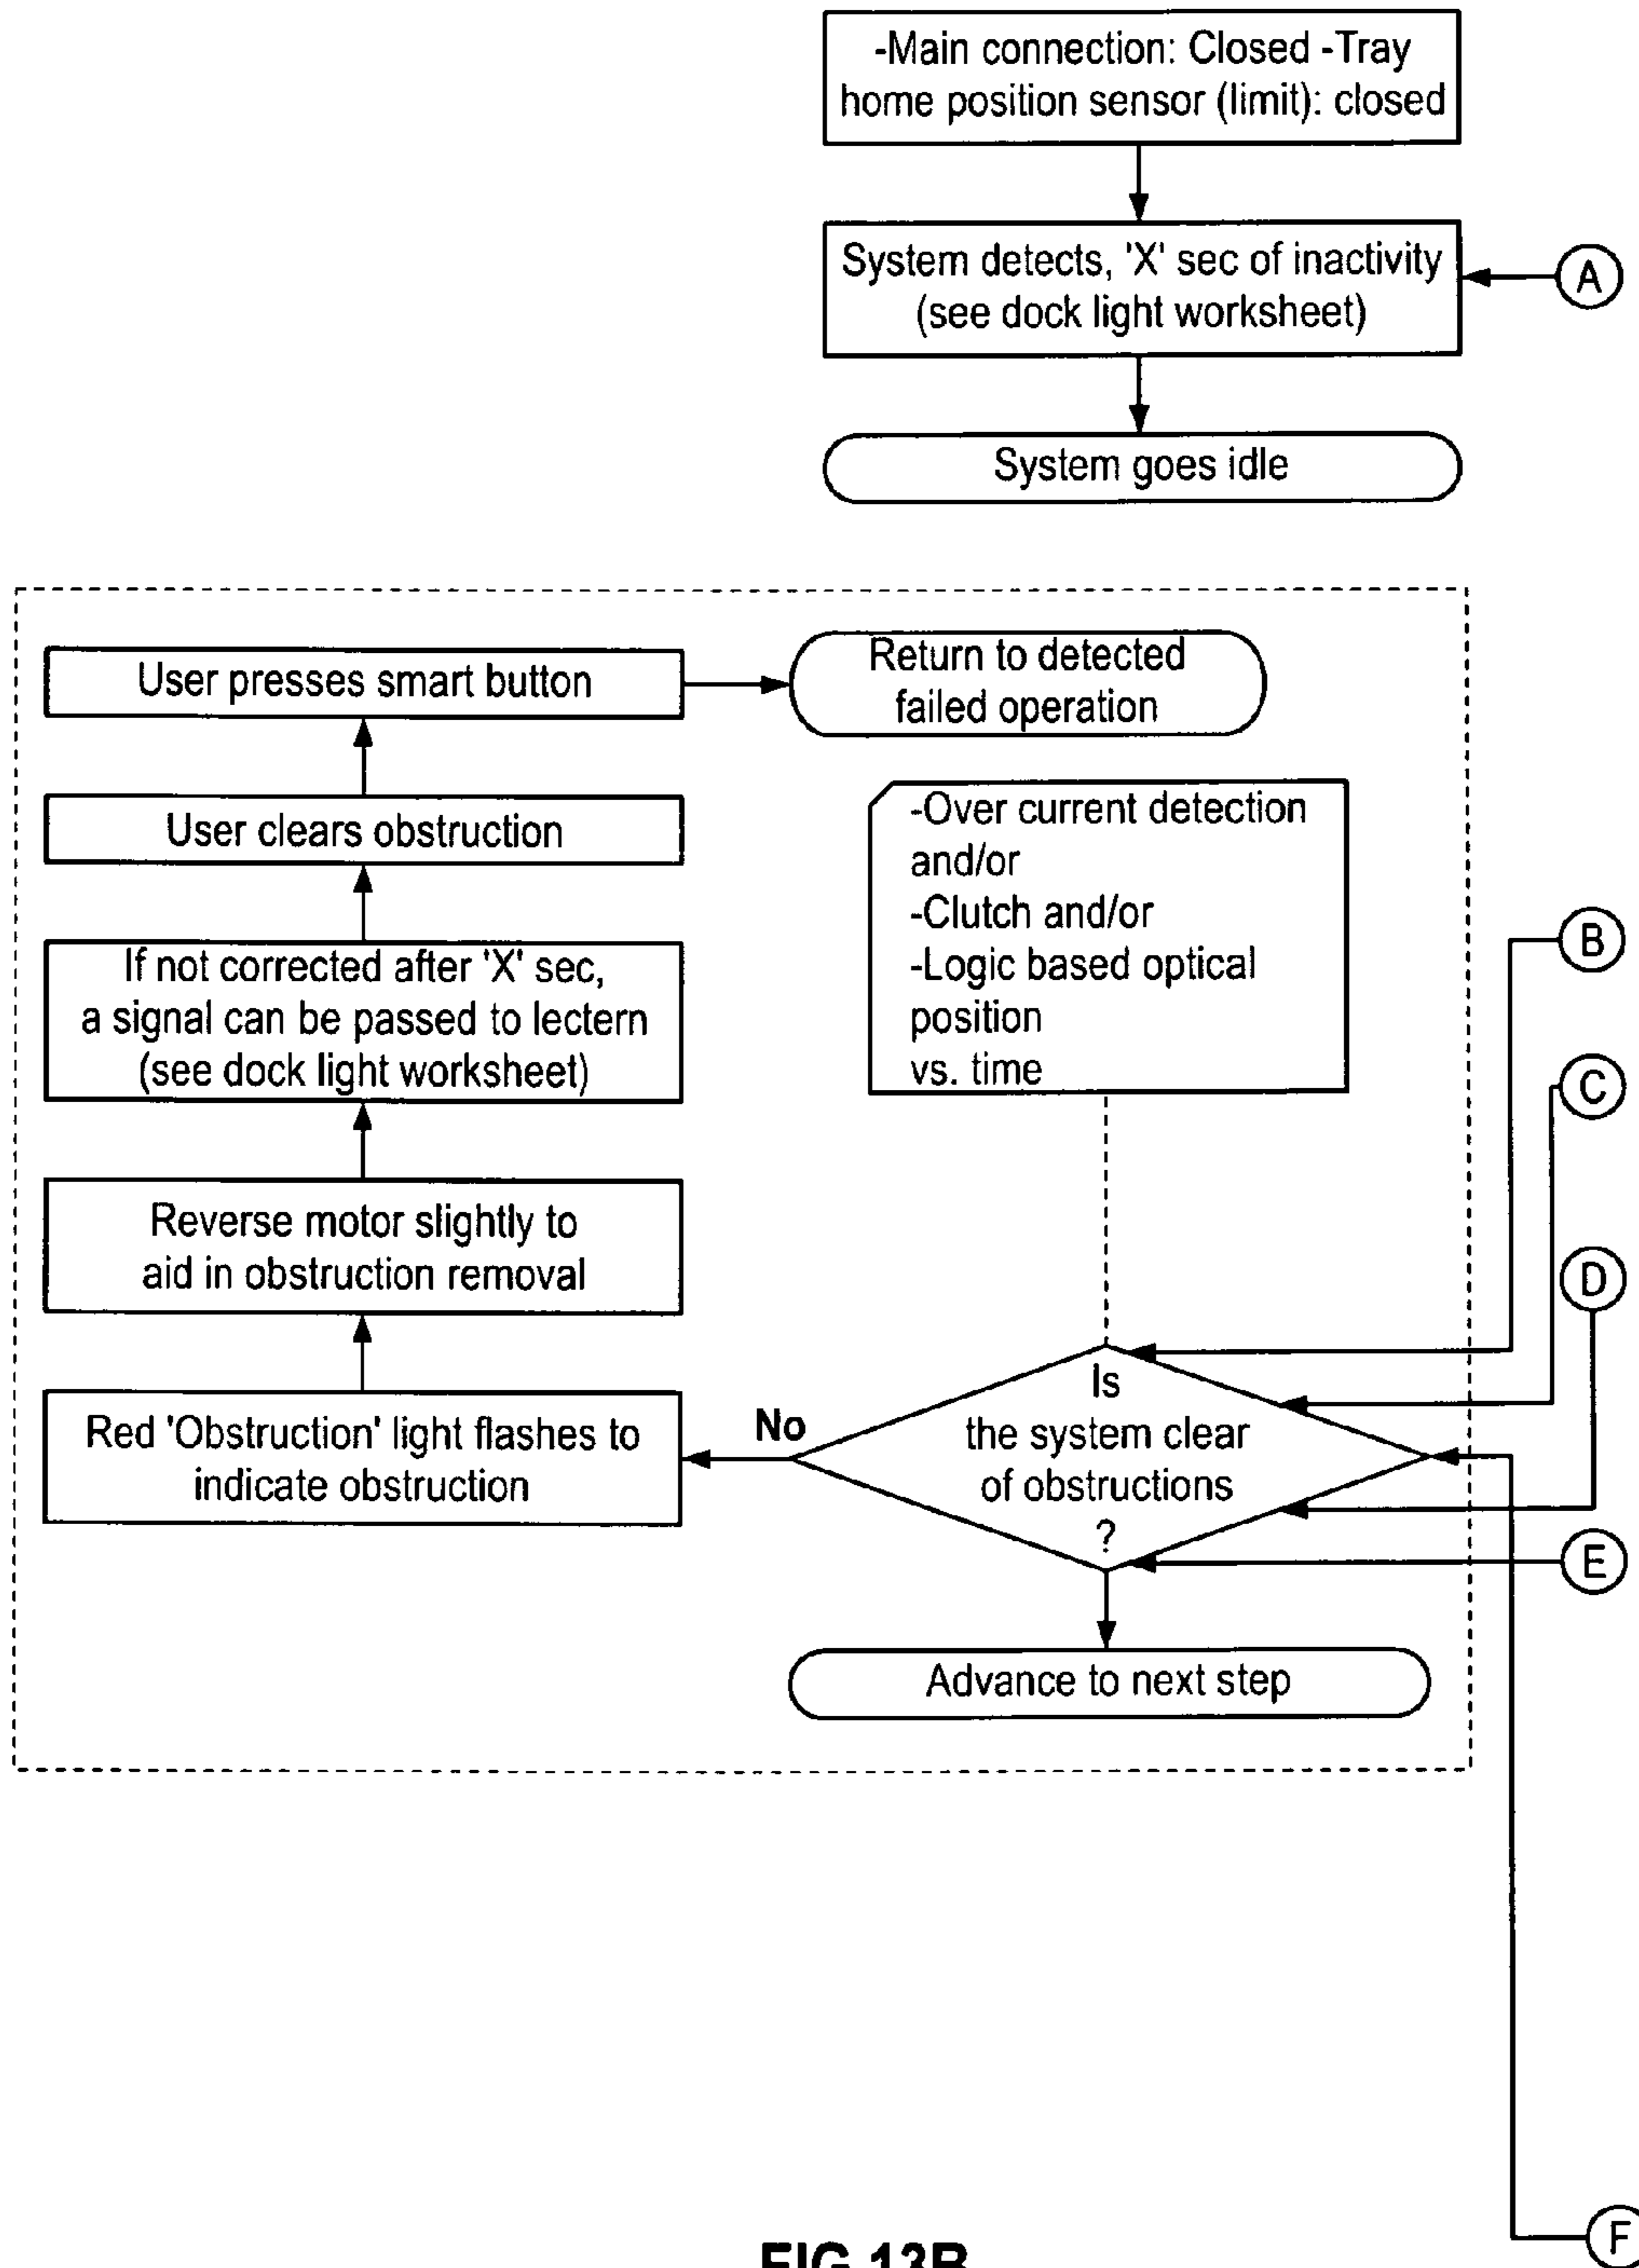 -Main connection: Closed -Tray
home position sensor (limit): closed
System detects, 'X' sec of inactivity
(see dock light worksheet)
A
System goes idle
User presses smart button
Return to detected
failed operation
User clears obstruction
-Over current detection
and/or
-Clutch and/or
-Logic based optical
position
vs. time
If not corrected after 'X' sec,
a signal can be passed to lectern
(see dock light worksheet)
B
C
Reverse motor slightly to
aid in obstruction removal
D
Red 'Obstruction' light flashes to
indicate obstruction
No
Is
the system clear
of obstructions
?
E
Advance to next step
F
FIG.13B